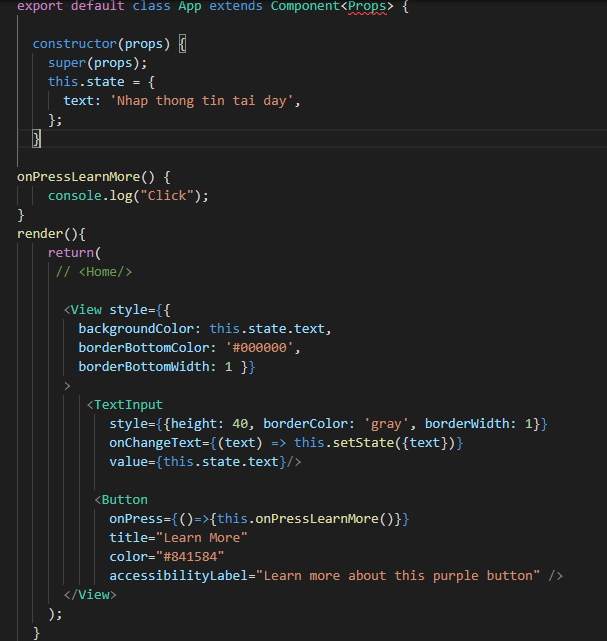 export default class App extends Component<Props> {
constructor(props) {
super(props);
this.state = {
text: 'Nhap thong tin tai day',
};
}
onPressLearnMore() {
console.log("Click");
}
render(){
return(
// <Home/>
<View style={{
backgroundColor: this.state.text,
borderBottomColor: '#000000',
borderBottomWidth: 1 }}
>
<TextInput
style={{height: 40, borderColor: 'gray', borderWidth: 1}}
onChangeText={(text) => this.setState({text})}
value={this.state.text}/>
<Button
onPress={()=>{this.onPressLearnMore()}}
title="Learn More"
color="#841584"
accessibilityLabel="Learn more about this purple button" />
</View>
);
}